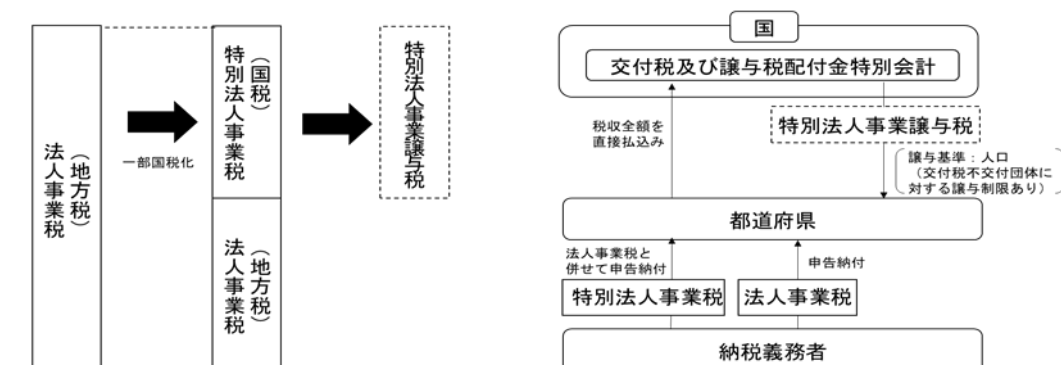 法人事業税
（地方税）
一部国税化
特別法人事業税
（国税）
法人事業税
（地方税）
特別法人事業譲与税
国
交付税及び譲与税配付金特別会計
税収全額を
直接払込み
特別法人事業譲与税
譲与基準：人口
（交付税不交付団体に
対する譲与制限あり）
都道府県
法人事業税と
併せて申告納付
申告納付
特別法人事業税
法人事業税
納税義務者